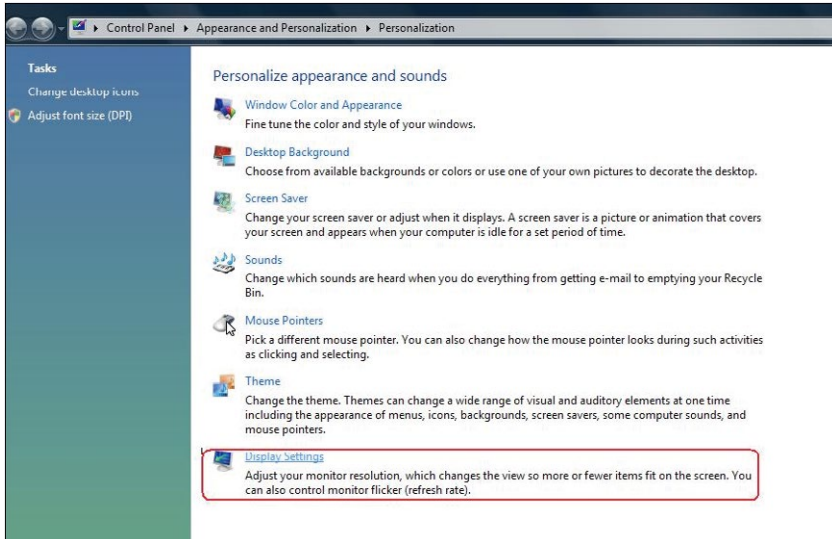 Control Panel ▸ Appearance and Personalization ▸ Personalization
Tasks
Change desktop icons
Adjust font size (DPI)
Personalize appearance and sounds
Window Color and Appearance
Fine tune the color and style of your windows.
Desktop Background
Choose from available backgrounds or colors or use one of your own pictures to decorate the desktop.
Screen Saver
Change your screen saver or adjust when it displays. A screen saver is a picture or animation that covers
your screen and appears when your computer is idle for a set period of time.
Sounds
Change which sounds are heard when you do everything from getting e-mail to emptying your Recycle
Bin.
Mouse Pointers
Pick a different mouse pointer. You can also change how the mouse pointer looks during such activities
as clicking and selecting.
Theme
Change the theme. Themes can change a wide range of visual and auditory elements at one time
including the appearance of menus, icons, backgrounds, screen savers, some computer sounds, and
mouse pointers.
Display Settings
Adjust your monitor resolution, which changes the view so more or fewer items fit on the screen. You
can also control monitor flicker (refresh rate).